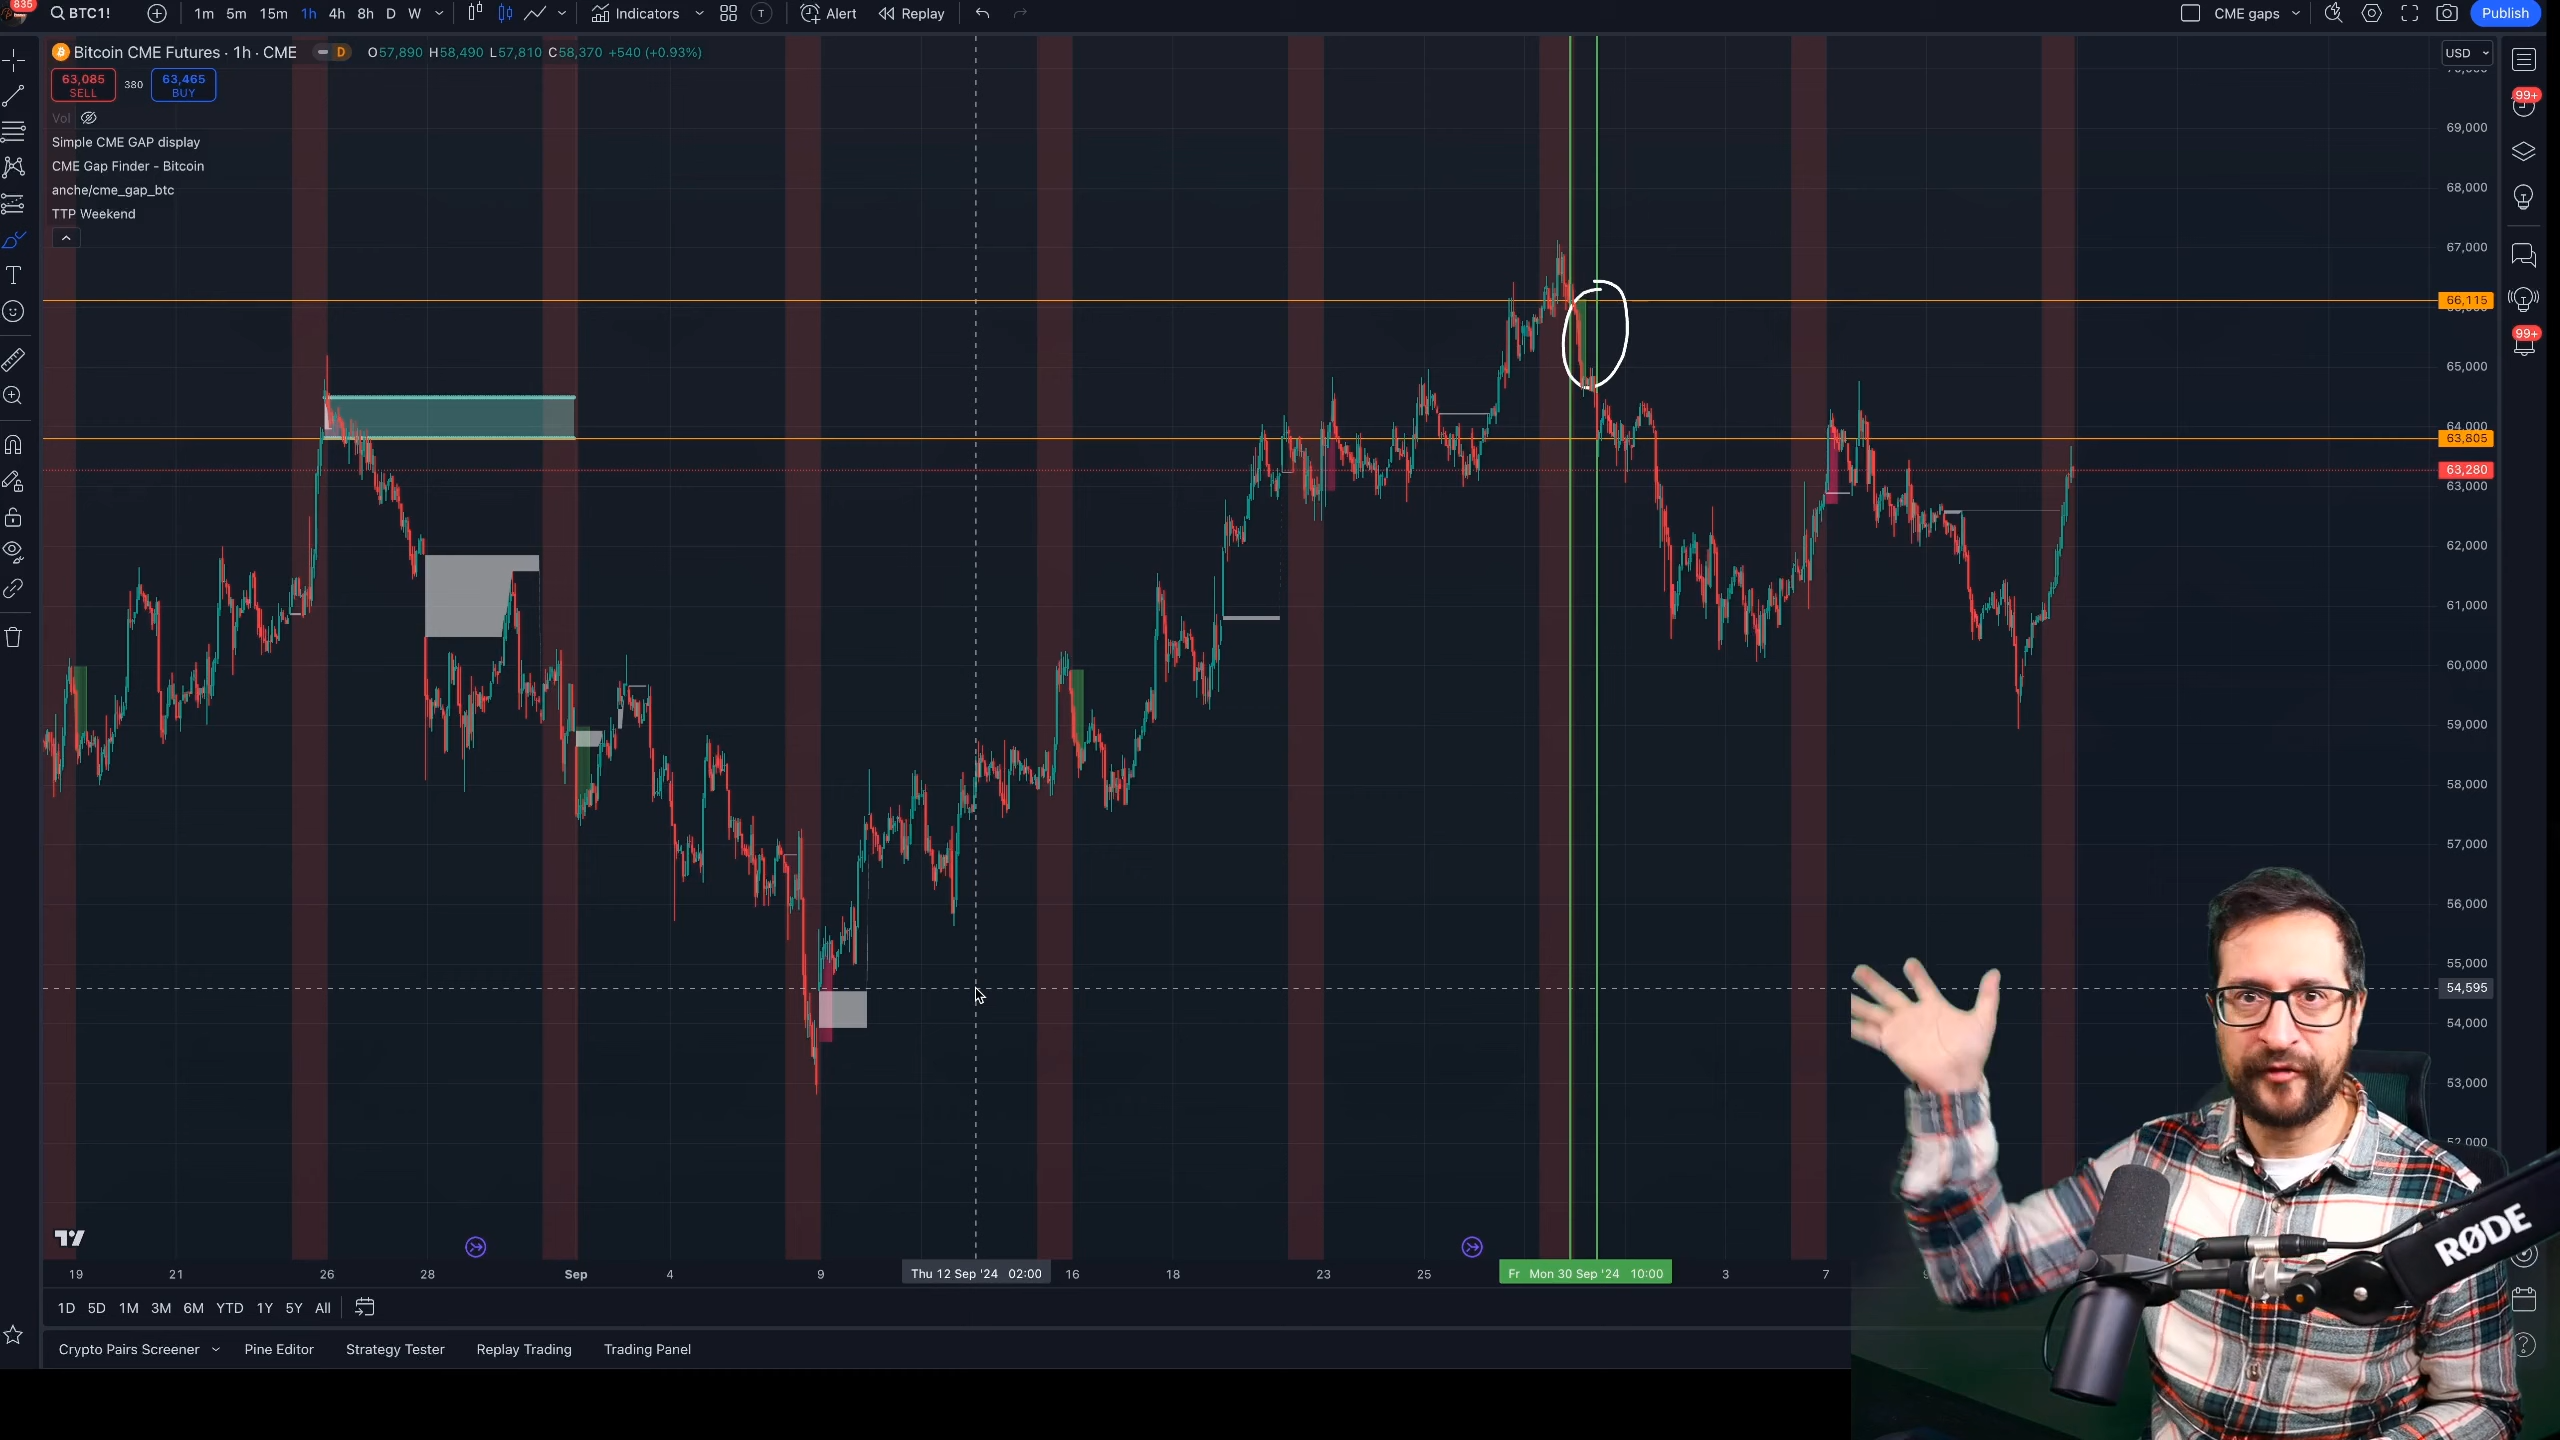 835
BTC1!
1m 5m 15m 1h 4h 8h D W
Indicators
T
Alert
Replay
CME gaps
Publish
Bitcoin CME Futures · 1h · CME
D
O57,890 H58,490 L57,810 C58,370 +540 (+0.93%)
USD
63,085
SELL
380
63,465
BUY
99+
Vol
Simple CME GAP display
CME Gap Finder - Bitcoin
anche/cme_gap_btc
TTP Weekend
69,000
68,000
67,000
66,115
99+
65,000
64,000
63,805
63,280
63,000
62,000
61,000
60,000
59,000
58,000
57,000
56,000
55,000
54,595
54,000
53,000
52,000
RØDE
19 21 26 28 Sep 4 9 Thu 12 Sep '24 02:00 16 18 23 25 Fr Mon 30 Sep '24 10:00 3 7
1D 5D 1M 3M 6M YTD 1Y 5Y All
Crypto Pairs Screener Pine Editor Strategy Tester Replay Trading Trading Panel